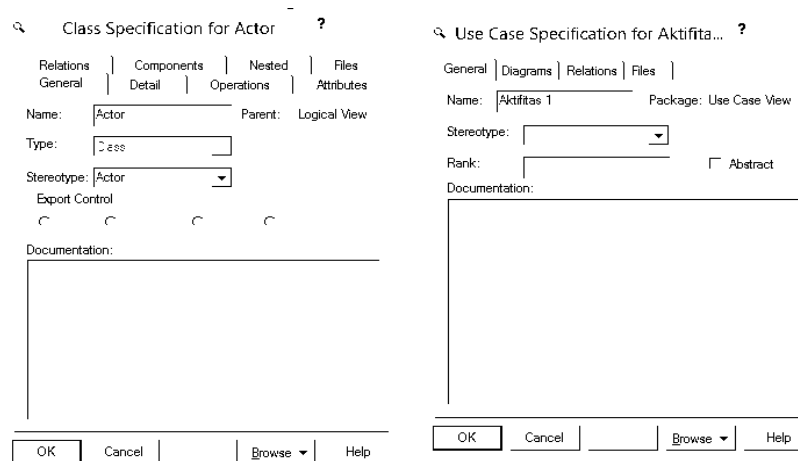 Class Specification for Actor ?
Relations Components Nested Files
General Detail Operations Attributes
Name: Actor Parent: Logical View
Type: Class
Stereotype: Actor
Export Control
Documentation:
OK Cancel Browse Help
Use Case Specification for Aktifita... ?
General Diagrams Relations Files
Name: Aktifitas 1 Package: Use Case View
Stereotype:
Rank: Abstract
Documentation:
OK Cancel Browse Help